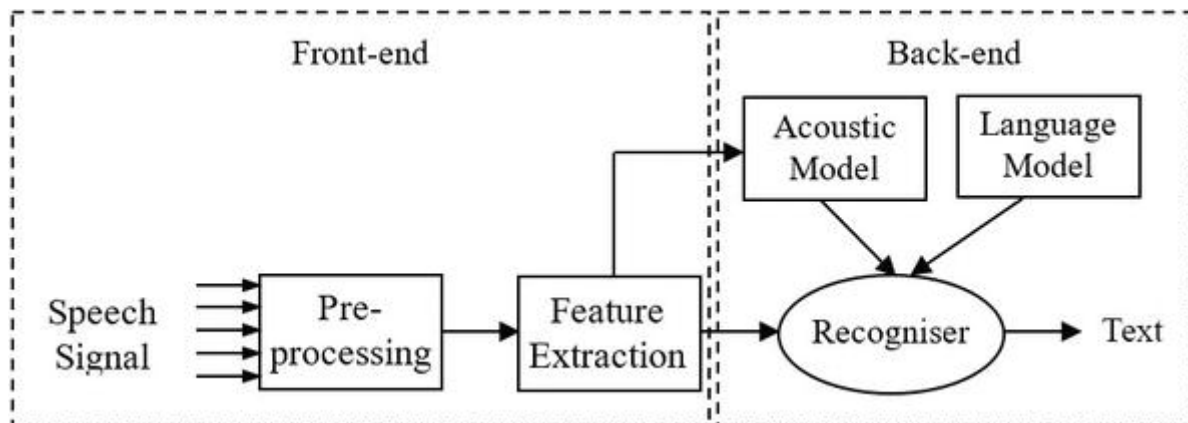 Front-end
Back-end
Acoustic
Model
Language
Model
Speech
Signal
Pre-
processing
Feature
Extraction
Recogniser
Text